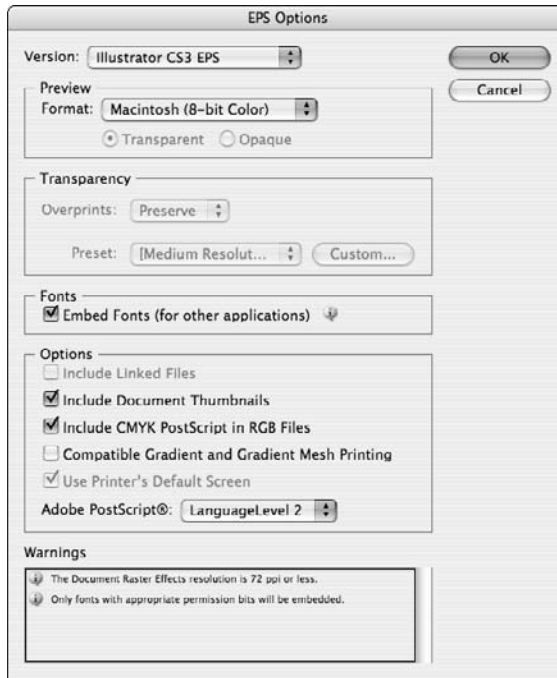 EPS Options
Version: Illustrator CS3 EPS
OK
Cancel
Preview
Format: Macintosh (8-bit Color)
Transparent Opaque
Transparency
Overprints: Preserve
Preset: [Medium Resolut... Custom...
Fonts
Embed Fonts (for other applications)
Options
Include Linked Files
Include Document Thumbnails
Include CMYK PostScript in RGB Files
Compatible Gradient and Gradient Mesh Printing
Use Printer's Default Screen
Adobe PostScript®: LanguageLevel 2
Warnings
The Document Raster Effects resolution is 72 ppi or less.
Only fonts with appropriate permission bits will be embedded.